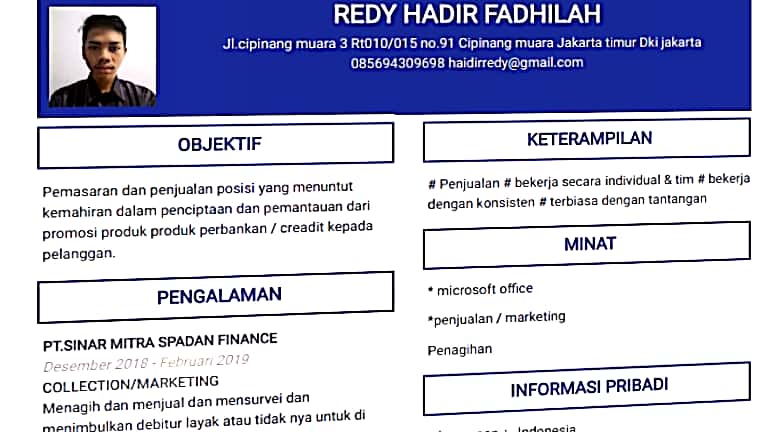 REDY HADIR FADHILAH
Jl.cipinang muara 3 Rt010/015 no.91 Cipinang muara Jakarta timur Dki jakarta
085694309698 haidirredy@gmail.com
OBJEKTIF
Pemasaran dan penjualan posisi yang menuntut
kemahiran dalam penciptaan dan pemantauan dari
promosi produk produk perbankan / creadit kepada
pelanggan.
PENGALAMAN
PT.SINAR MITRA SPADAN FINANCE
Desember 2018 - Februari 2019
COLLECTION/MARKETING
Menagih dan menjual dan mensurvei dan
menimbulkan debitur layak atau tidak nya untuk di
KETERAMPILAN
# Penjualan # bekerja secara individual & tim # bekerja
dengan konsisten # terbiasa dengan tantangan
MINAT
* microsoft office
*penjualan / marketing
Penagihan
INFORMASI PRIBADI
Indonesia